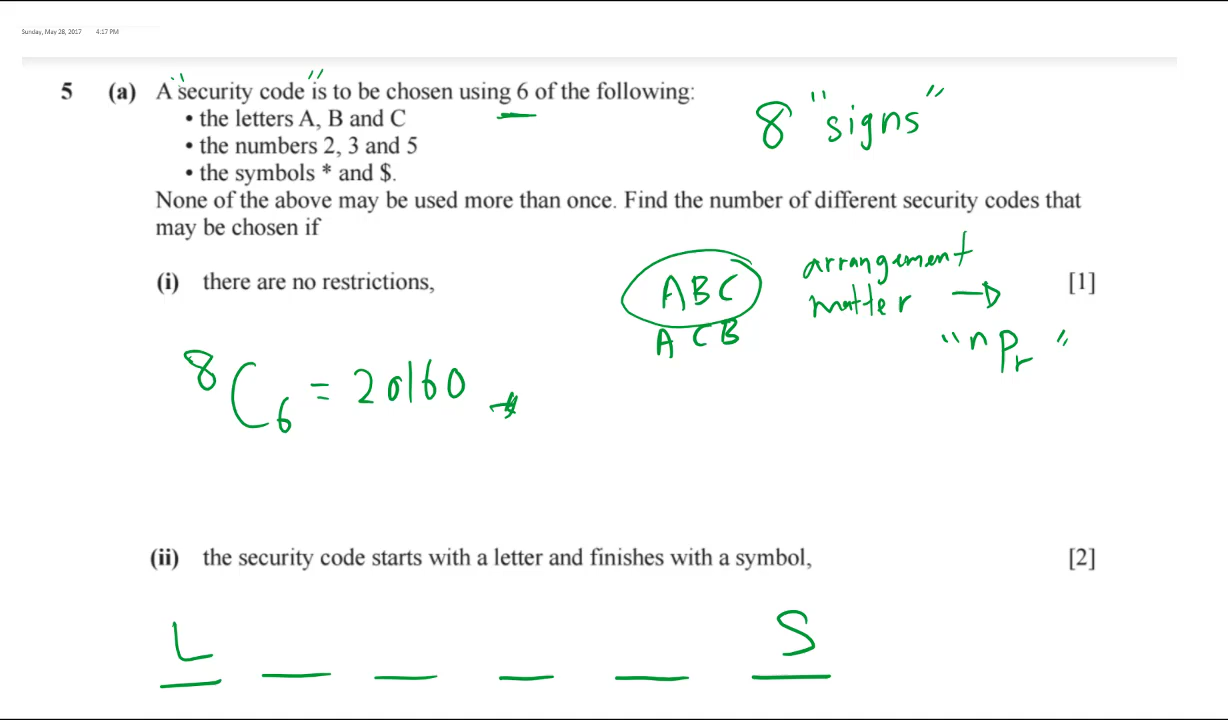 Sunday, May 28, 2017 4:17 PM
5 (a) A "security code" is to be chosen using 6 of the following:
• the letters A, B and C
• the numbers 2, 3 and 5
• the symbols * and $.
8 "signs"
None of the above may be used more than once. Find the number of different security codes that
may be chosen if
(i) there are no restrictions, [1]
ABC
ACB
arrangement
matter →
"nPr"
8C6 = 20160
(ii) the security code starts with a letter and finishes with a symbol, [2]
L _ _ _ _ S